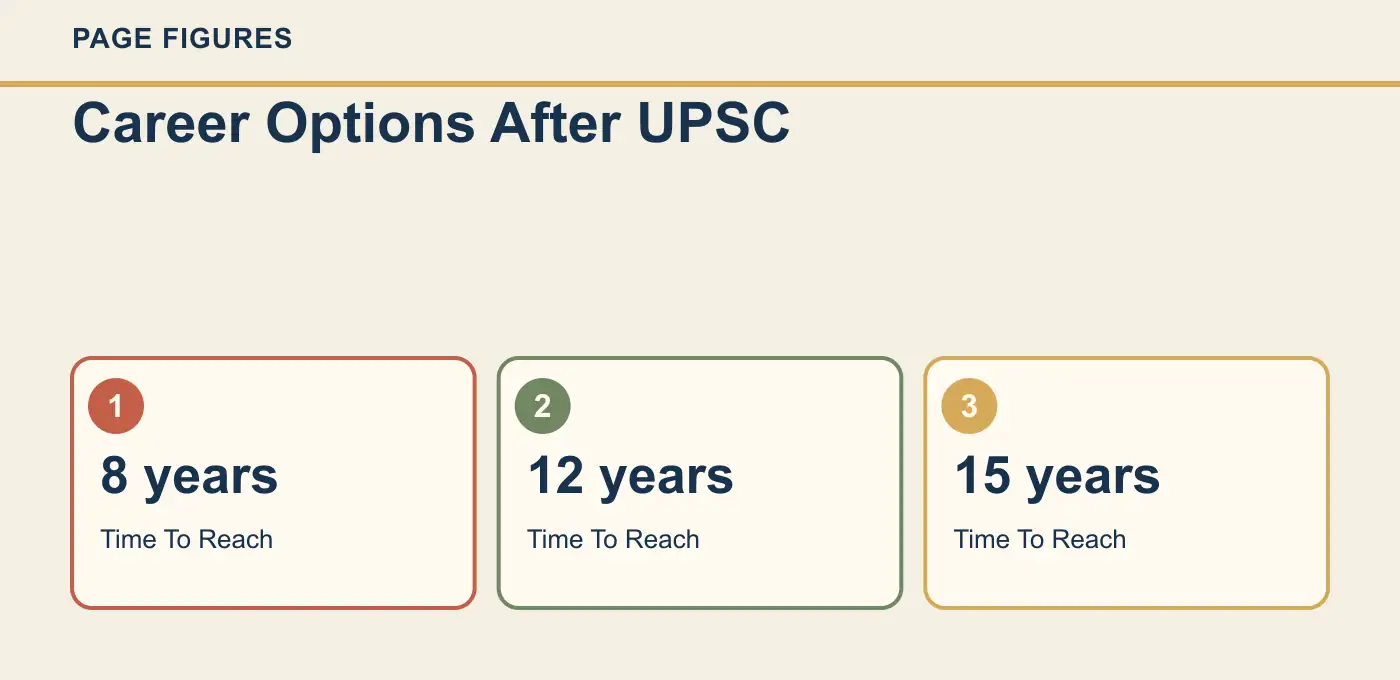 PAGE FIGURES
Career Options After UPSC
1
8 years
Time To Reach
2
12 years
Time To Reach
3
15 years
Time To Reach